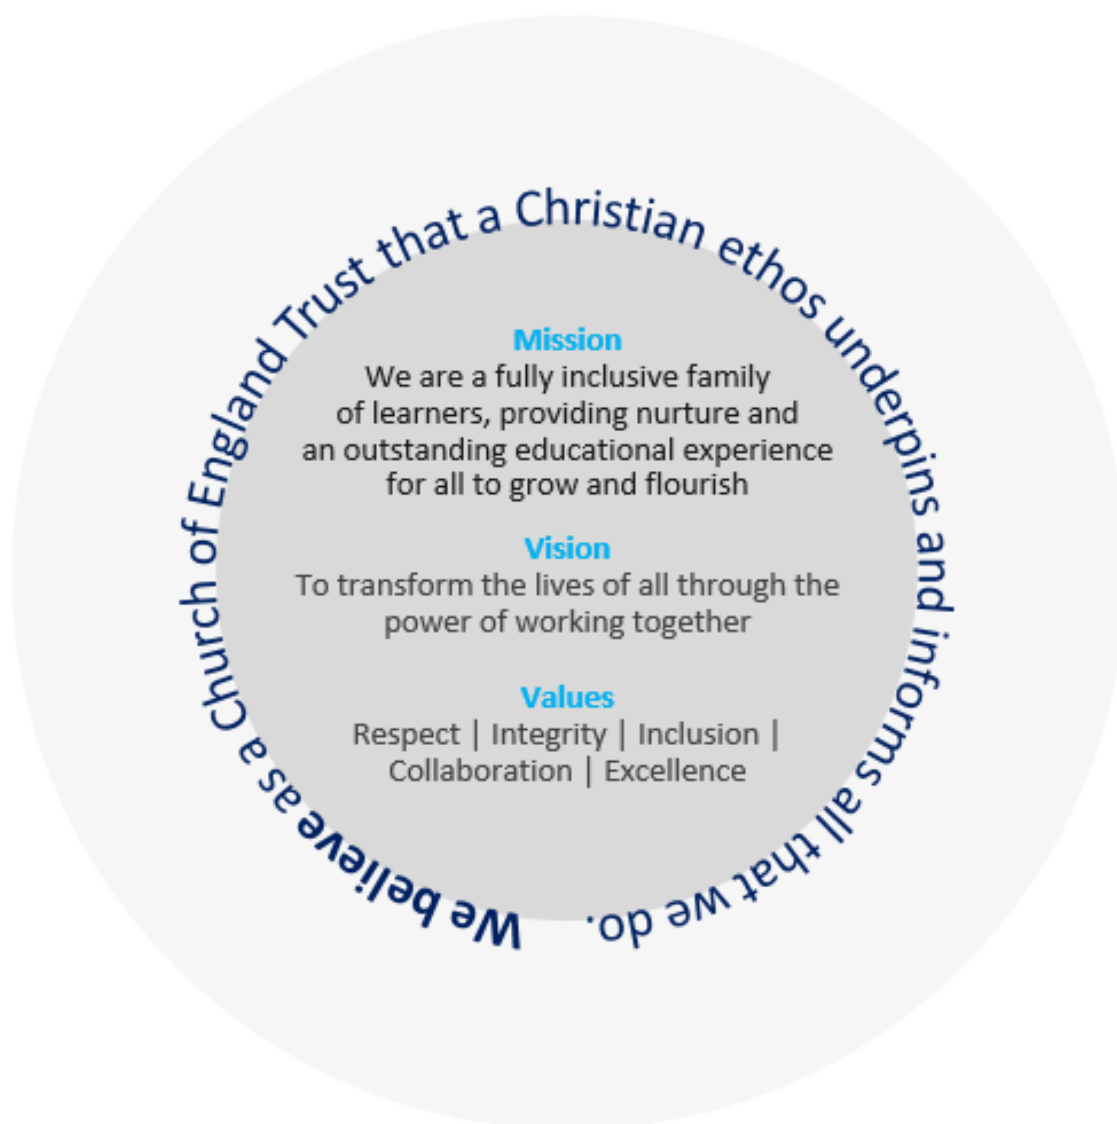 We believe as a Church of England Trust that a Christian ethos underpins and informs all that we do.
Mission
We are a fully inclusive family
of learners, providing nurture and
an outstanding educational experience
for all to grow and flourish
Vision
To transform the lives of all through the
power of working together
Values
Respect | Integrity | Inclusion |
Collaboration | Excellence